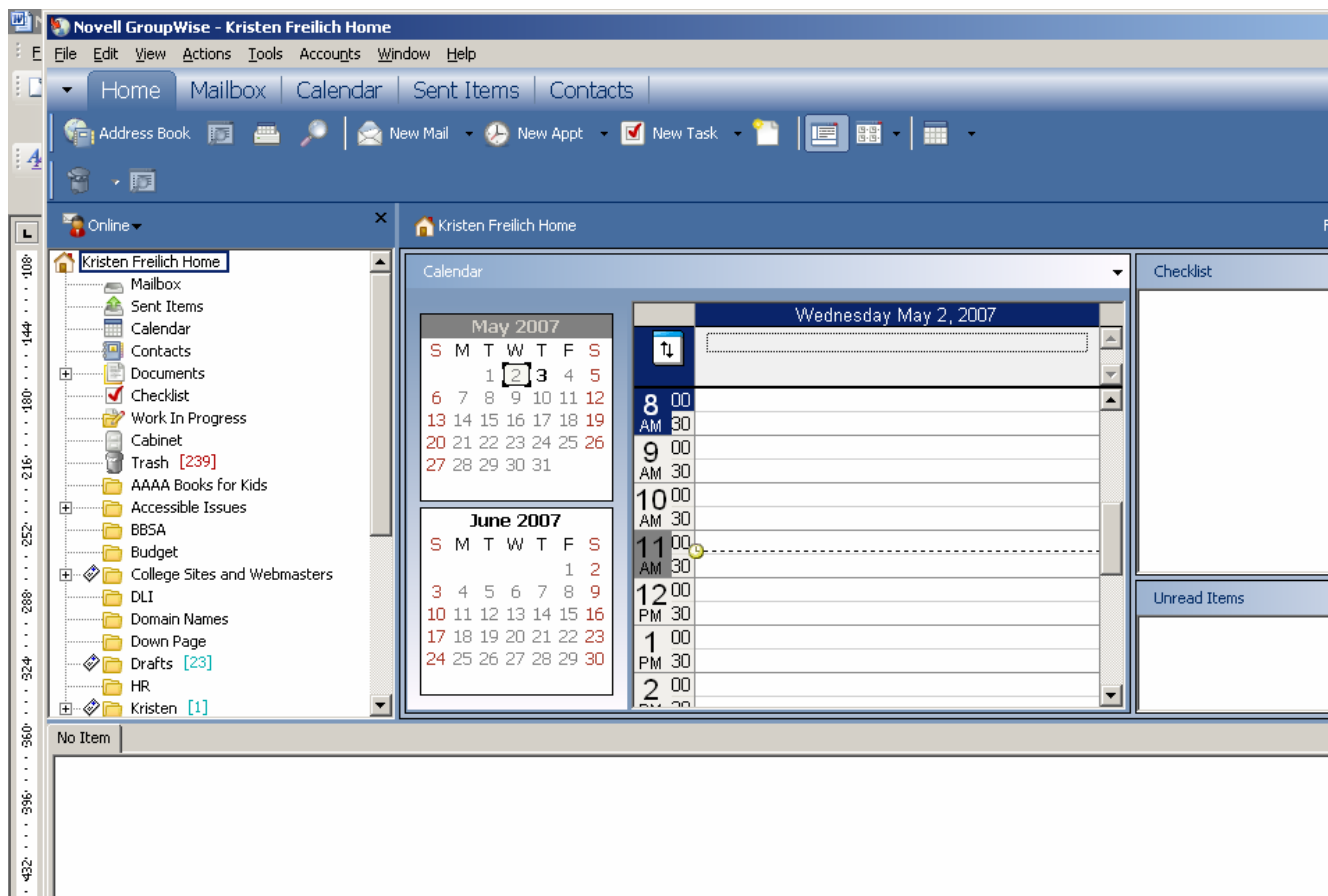 Novell GroupWise - Kristen Freilich Home
File Edit View Actions Tools Accounts Window Help
Home Mailbox Calendar Sent Items Contacts
Address Book New Mail New Appt New Task
Online
Kristen Freilich Home
Kristen Freilich Home
Mailbox
Sent Items
Calendar
Contacts
Documents
Checklist
Work In Progress
Cabinet
Trash [239]
AAAA Books for Kids
Accessible Issues
BBSA
Budget
College Sites and Webmasters
DLI
Domain Names
Down Page
Drafts [23]
HR
Kristen [1]
Calendar
May 2007
S M T W T F S
1 2 3 4 5
6 7 8 9 10 11 12
13 14 15 16 17 18 19
20 21 22 23 24 25 26
27 28 29 30 31
June 2007
S M T W T F S
1 2
3 4 5 6 7 8 9
10 11 12 13 14 15 16
17 18 19 20 21 22 23
24 25 26 27 28 29 30
Wednesday May 2, 2007
8 00
AM 30
9 00
AM 30
10 00
AM 30
11 00
AM 30
12 00
PM 30
1 00
PM 30
2 00
Checklist
Unread Items
No Item
108
144
180
216
252
288
324
360
396
432